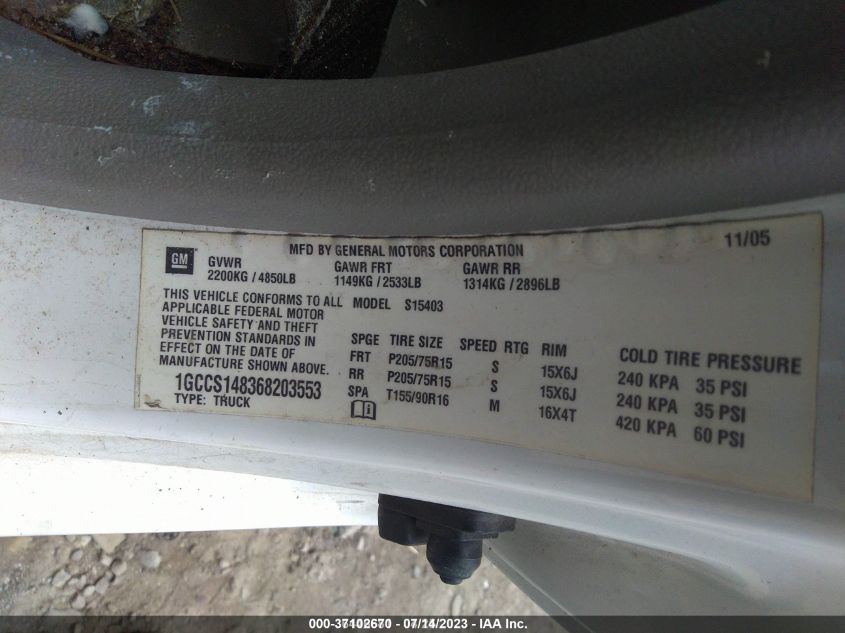 11/05
MFD BY GENERAL MOTORS CORPORATION
GM
GVWR GAWR FRT GAWR RR
2200KG / 4850LB 1149KG / 2533LB 1314KG / 2896LB
THIS VEHICLE CONFORMS TO ALL
APPLICABLE FEDERAL MOTOR
VEHICLE SAFETY AND THEFT
PREVENTION STANDARDS IN
EFFECT ON THE DATE OF
MANUFACTURE SHOWN ABOVE.
1GCCS148368203553
TYPE: TRUCK
MODEL S15403
SPGE TIRE SIZE SPEED RTG RIM COLD TIRE PRESSURE
FRT P205/75R15 S 15X6J 240 KPA 35 PSI
RR P205/75R15 S 15X6J 240 KPA 35 PSI
SPA T155/90R16 M 16X4T 420 KPA 60 PSI
000-37102670 - 07/14/2023 - Copyright © IAA, Inc.